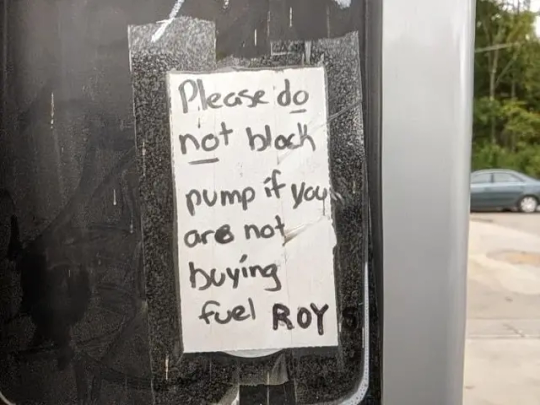 Please do
not block
pump if you
are not
buying
fuel ROY